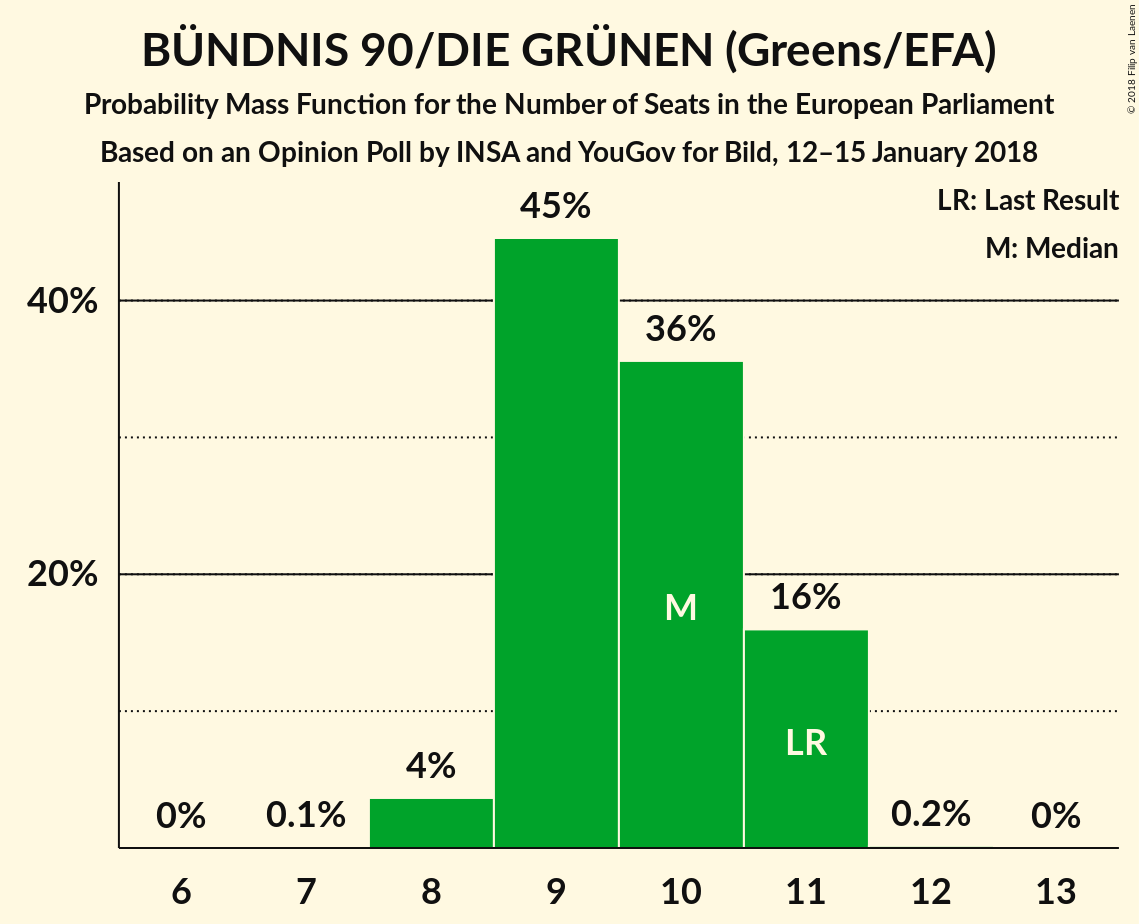 BÜNDNIS 90/DIE GRÜNEN (Greens/EFA)
Probability Mass Function for the Number of Seats in the European Parliament
Based on an Opinion Poll by INSA and YouGov for Bild, 12–15 January 2018
© 2018 Filip van Laenen
LR: Last Result
M: Median
45%
40%
36%
20%
16%
M
LR
4%
0%
0.1%
0.2%
0%
6 7 8 9 10 11 12 13